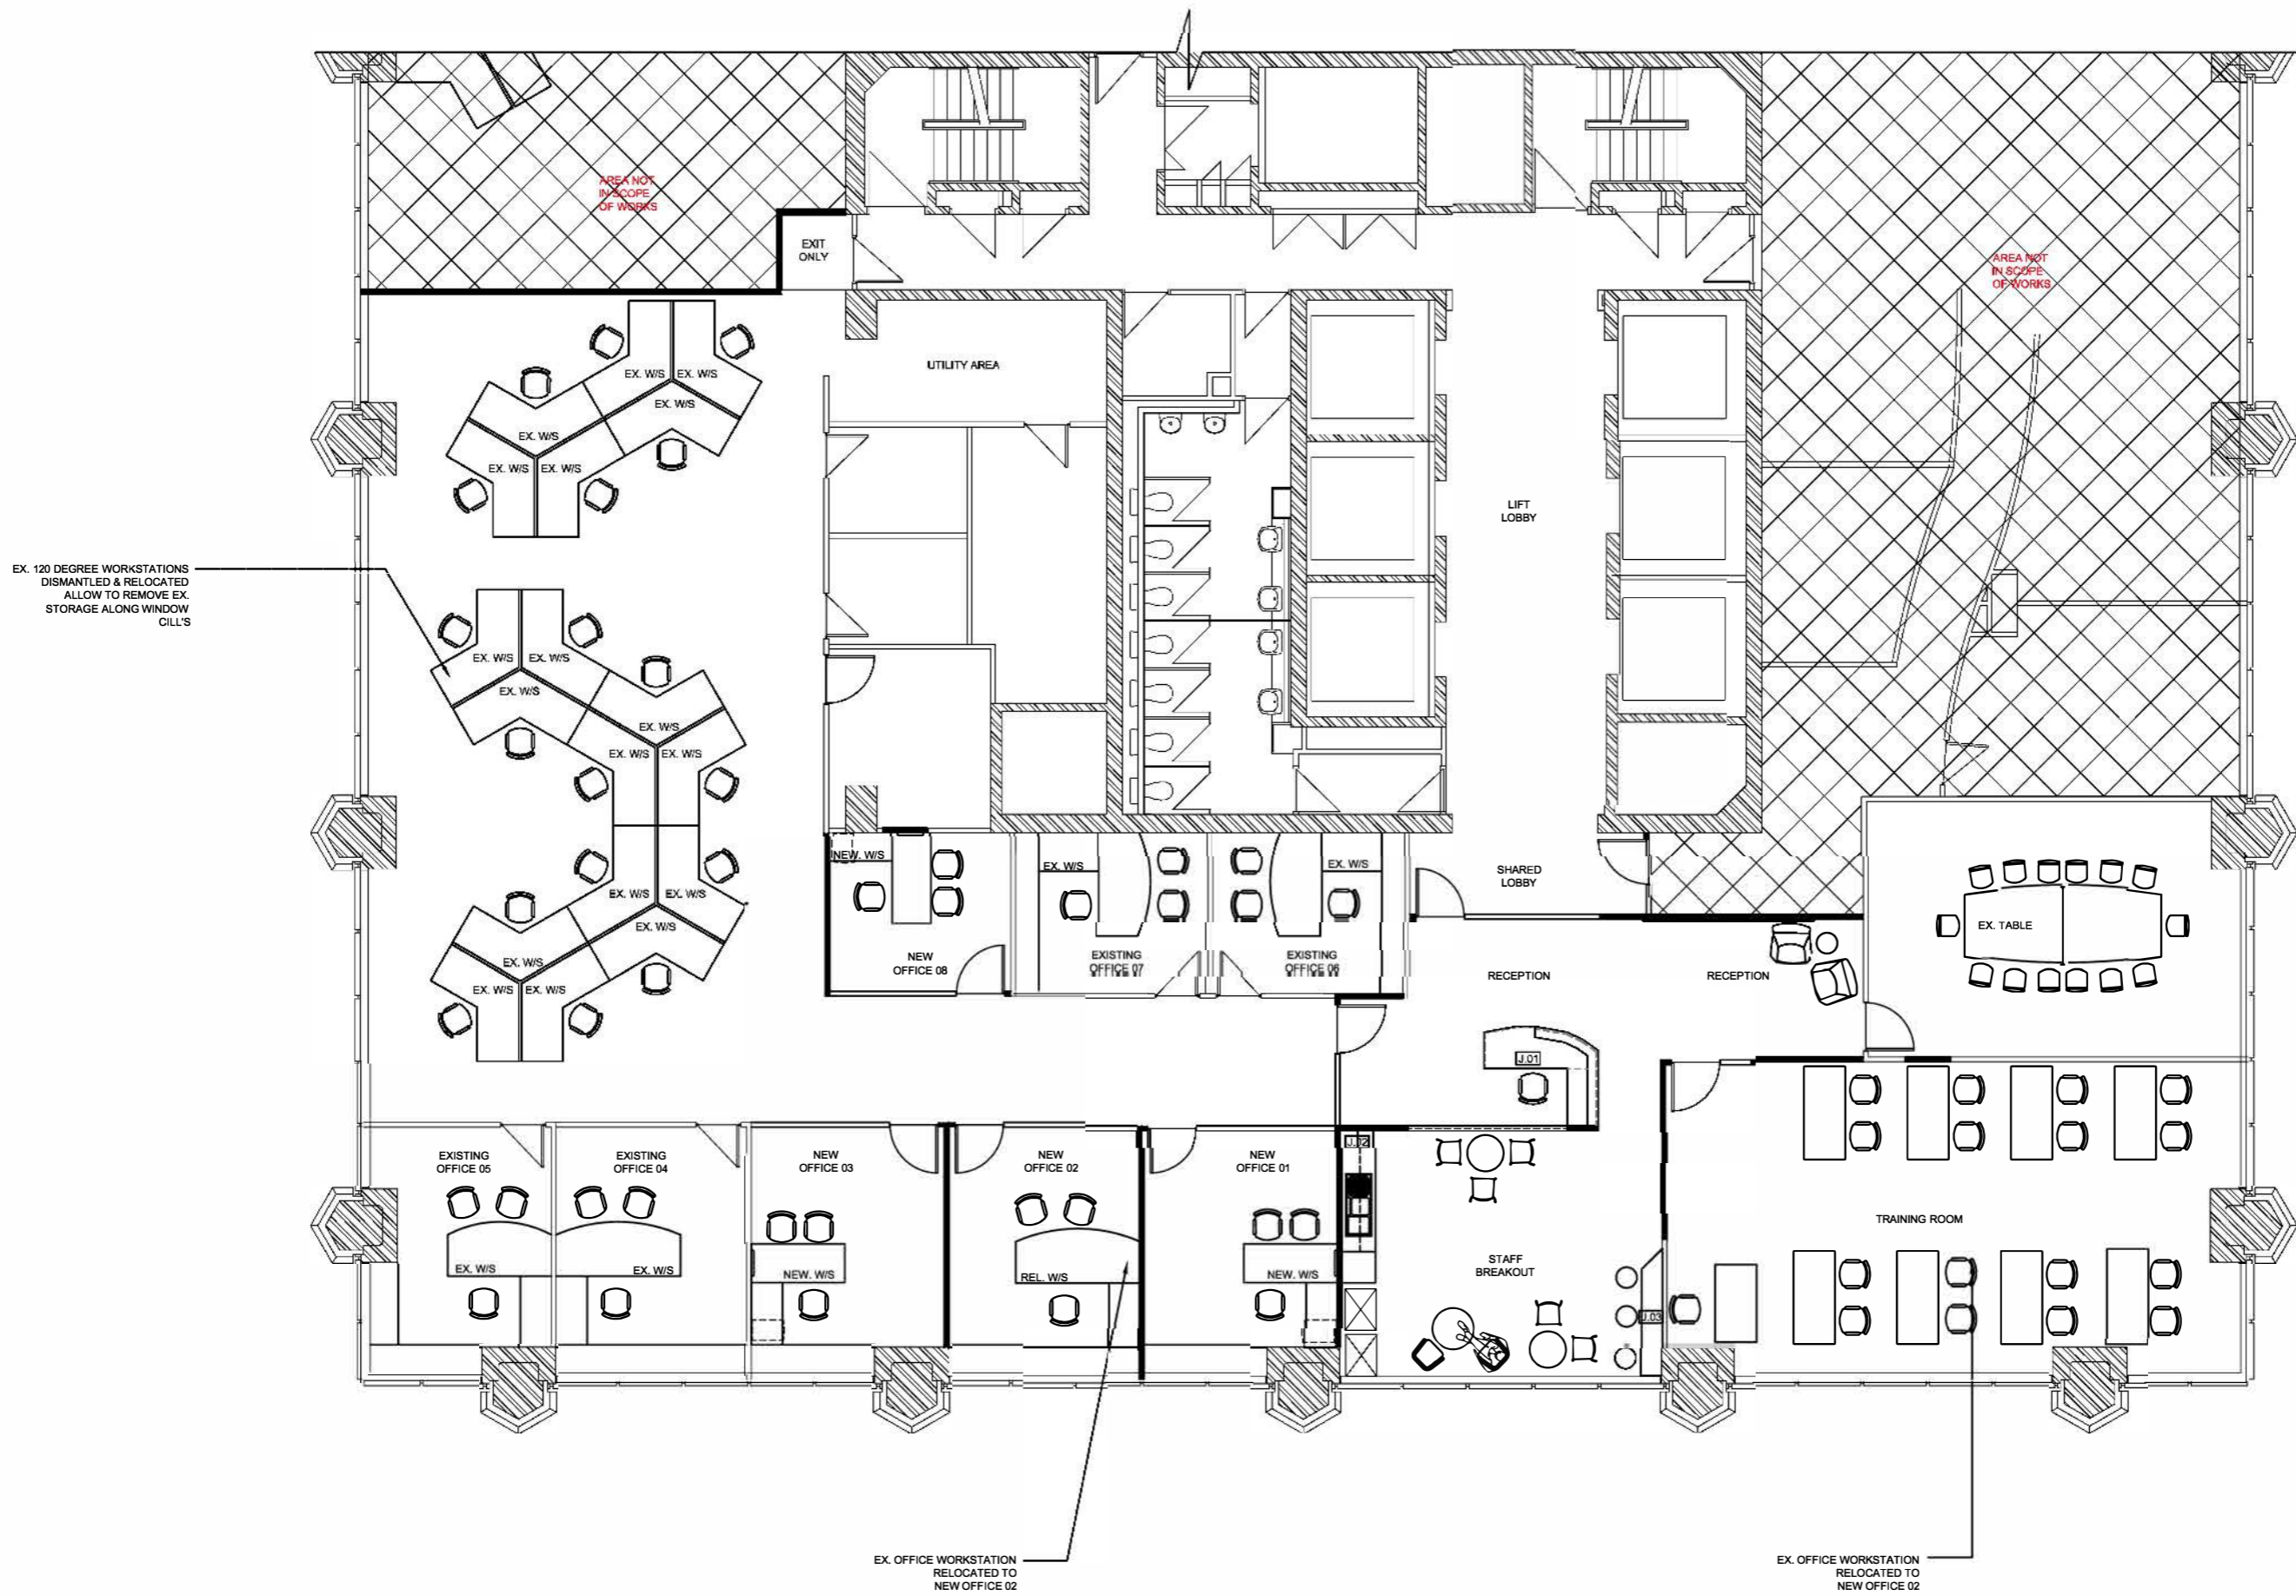 AREA NOT
IN SCOPE
OF WORKS
EXIT
ONLY
AREA NOT
IN SCOPE
OF WORKS
UTILITY AREA
EX. W/S
EX. W/S
EX. W/S
EX. W/S
EX. W/S
EX. W/S
LIFT
LOBBY
EX. 120 DEGREE WORKSTATIONS
DISMANTLED & RELOCATED
ALLOW TO REMOVE EX.
STORAGE ALONG WINDOW
CILL'S
EX. W/S
EX. W/S
EX. W/S
EX. W/S
EX. W/S
EX. W/S
EX. W/S
EX. W/S
EX. W/S
EX. W/S
EX. W/S
EX. W/S
NEW. W/S
EX. W/S
EX. W/S
SHARED
LOBBY
NEW
OFFICE 08
EXISTING
OFFICE 07
EXISTING
OFFICE 06
RECEPTION
RECEPTION
EX. TABLE
J.01
EXISTING
OFFICE 05
EXISTING
OFFICE 04
NEW
OFFICE 03
NEW
OFFICE 02
NEW
OFFICE 01
J.02
EX. W/S
EX. W/S
NEW. W/S
REL. W/S
NEW. W/S
STAFF
BREAKOUT
J.03
TRAINING ROOM
EX. OFFICE WORKSTATION
RELOCATED TO
NEW OFFICE 02
EX. OFFICE WORKSTATION
RELOCATED TO
NEW OFFICE 02